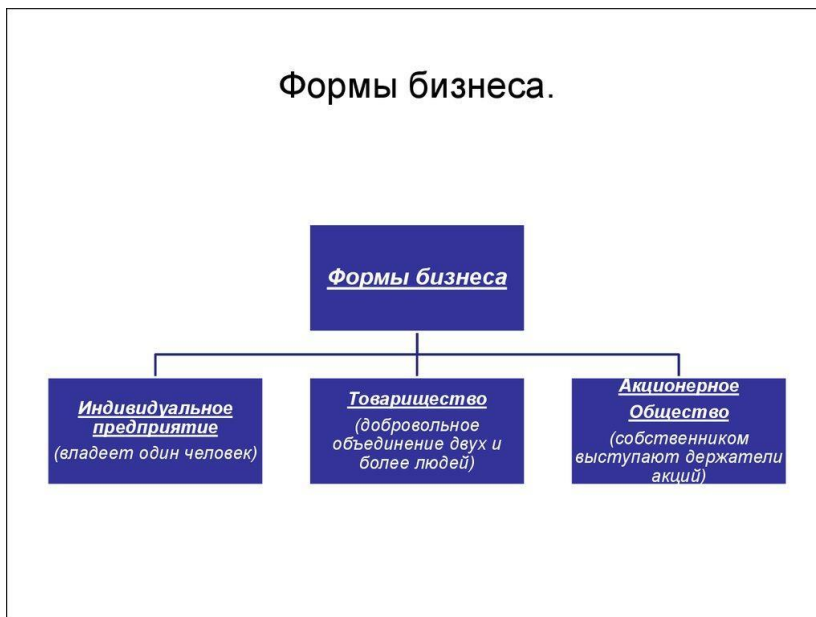 Формы бизнеса.
Формы бизнеса
Индивидуальное
предприятие
(владеет один человек)
Товарищество
(добровольное
объединение двух и
более людей)
Акционерное
Общество
(собственником
выступают держатели
акций)